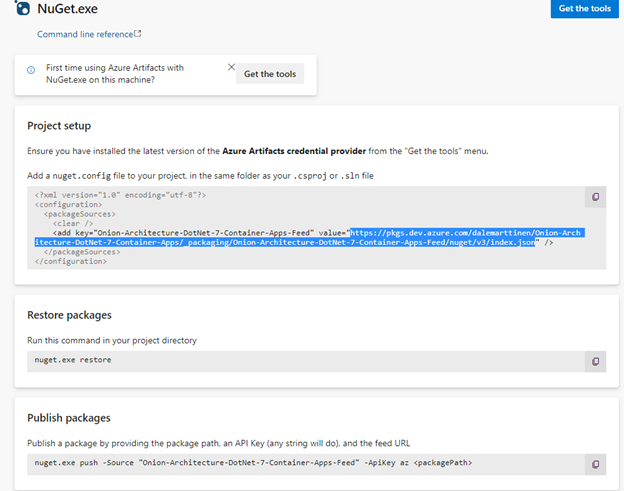 NuGet.exe
Get the tools
Command line reference
First time using Azure Artifacts with
NuGet.exe on this machine?
Get the tools
Project setup
Ensure you have installed the latest version of the Azure Artifacts credential provider from the "Get the tools" menu.
Add a nuget.config file to your project, in the same folder as your .csproj or .sln file
<?xml version="1.0" encoding="utf-8"?>
<configuration>
<packageSources>
<clear />
<add key="Onion-Architecture-DotNet-7-Container-Apps-Feed" value="https://pkgs.dev.azure.com/dalemarttinen/Onion-Arch
itecture-DotNet-7-Container-Apps/_packaging/Onion-Architecture-DotNet-7-Container-Apps-Feed/nuget/v3/index.json" />
</packageSources>
</configuration>
Restore packages
Run this command in your project directory
nuget.exe restore
Publish packages
Publish a package by providing the package path, an API Key (any string will do), and the feed URL
nuget.exe push -Source "Onion-Architecture-DotNet-7-Container-Apps-Feed" -ApiKey az <packagePath>